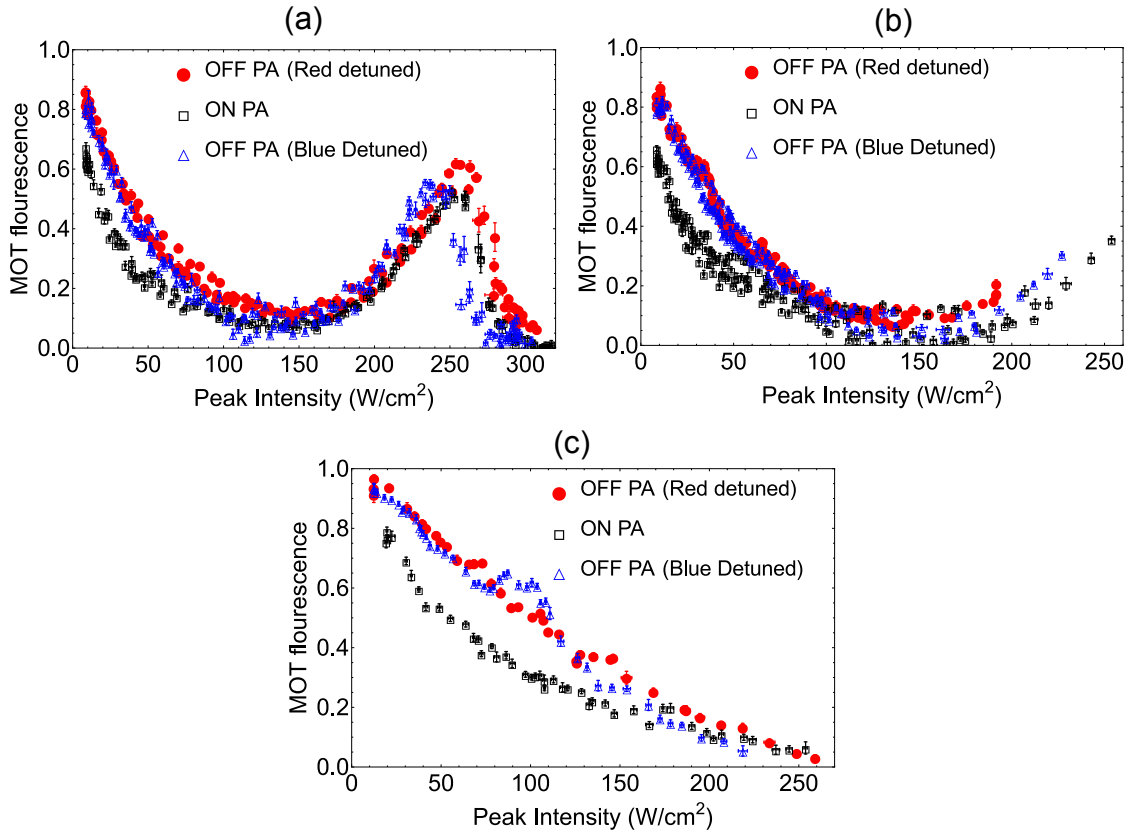 (a)
MOT flourescence
1.0
0.8
0.6
0.4
0.2
0.0
OFF PA (Red detuned)
ON PA
OFF PA (Blue Detuned)
0 50 100 150 200 250 300
Peak Intensity (W/cm²)
(b)
MOT flourescence
1.0
0.8
0.6
0.4
0.2
0.0
OFF PA (Red detuned)
ON PA
OFF PA (Blue Detuned)
0 50 100 150 200 250
Peak Intensity (W/cm²)
(c)
MOT flourescence
1.0
0.8
0.6
0.4
0.2
0.0
OFF PA (Red detuned)
ON PA
OFF PA (Blue Detuned)
0 50 100 150 200 250
Peak Intensity (W/cm²)